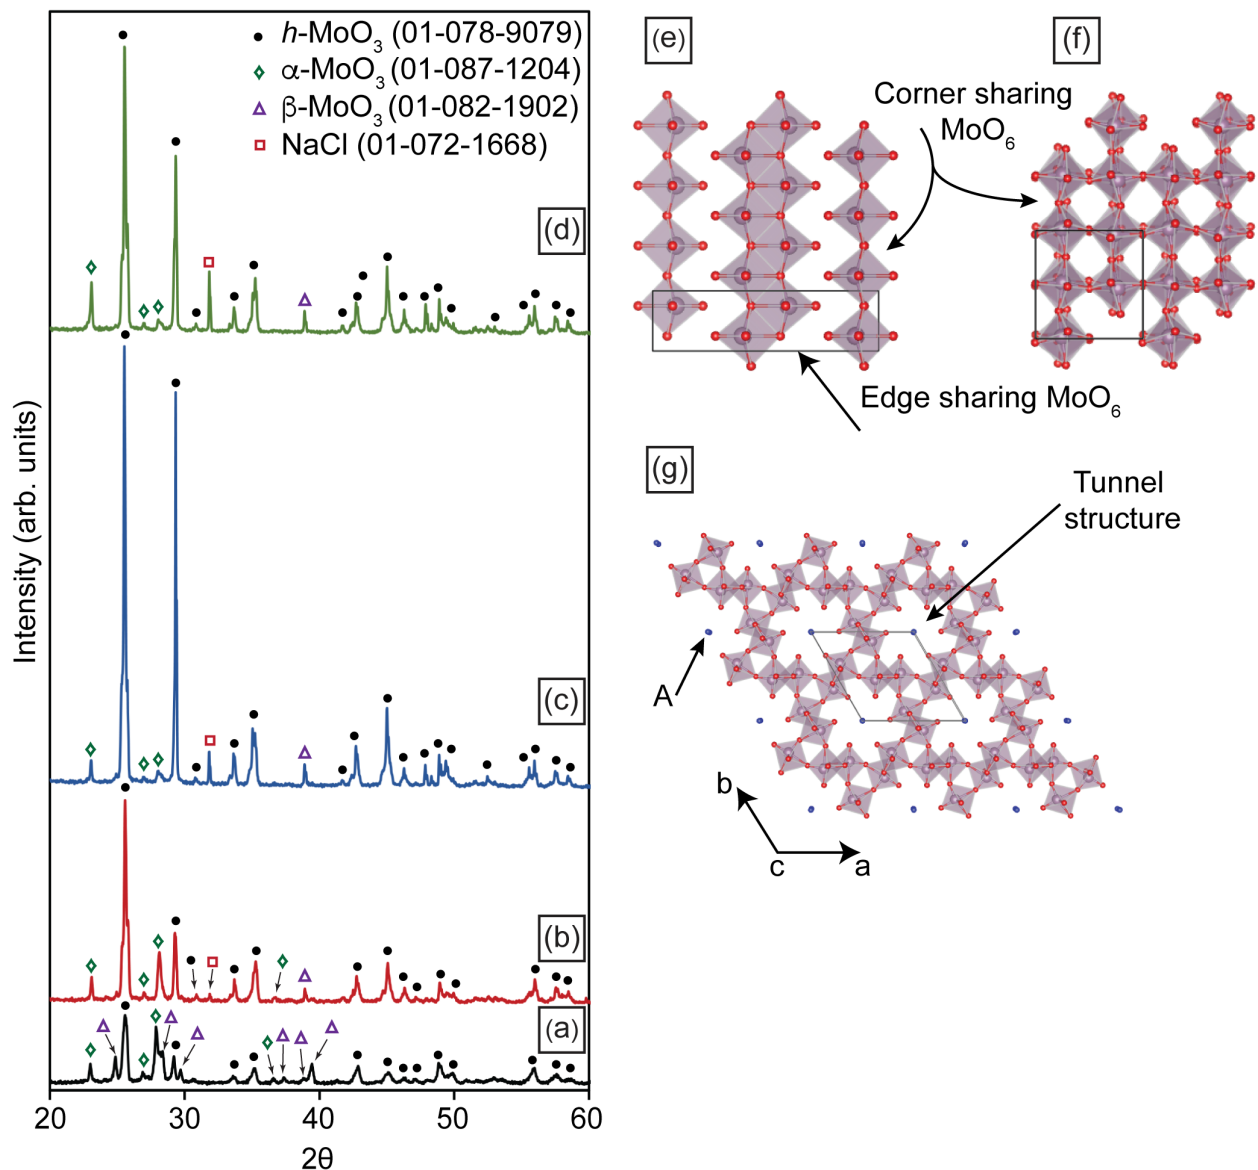 h-MoO3 (01-078-9079)
α-MoO3 (01-087-1204)
β-MoO3 (01-082-1902)
NaCl (01-072-1668)
(d)
(c)
(b)
(a)
Intensity (arb. units)
20 30 40 50 60
2θ
(e)
(f)
Corner sharing
MoO6
Edge sharing MoO6
(g)
Tunnel
structure
A
b
c
a